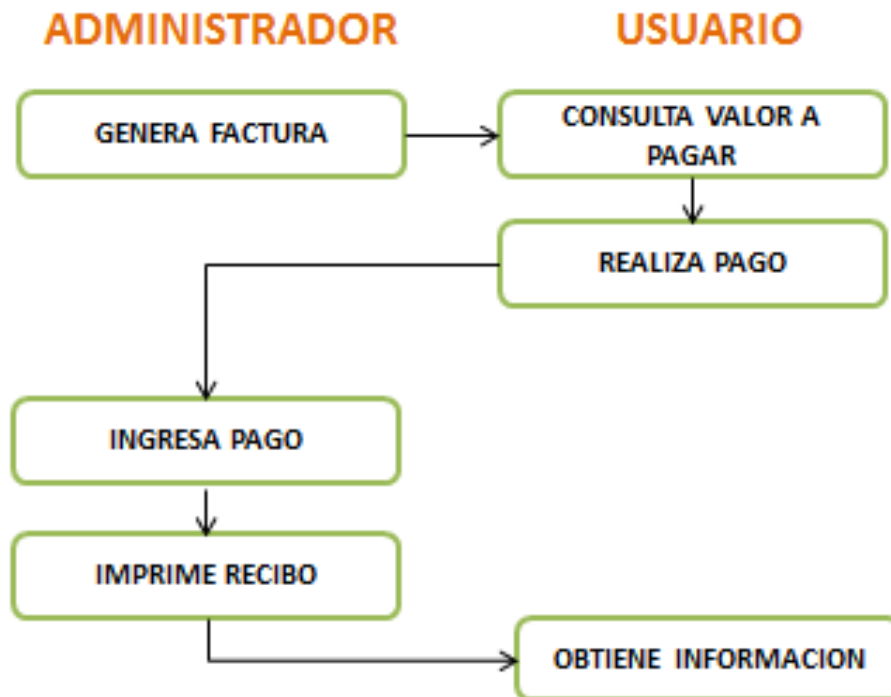 ADMINISTRADOR
USUARIO
GENERA FACTURA
CONSULTA VALOR A
PAGAR
REALIZA PAGO
INGRESA PAGO
IMPRIME RECIBO
OBTIENE INFORMACION